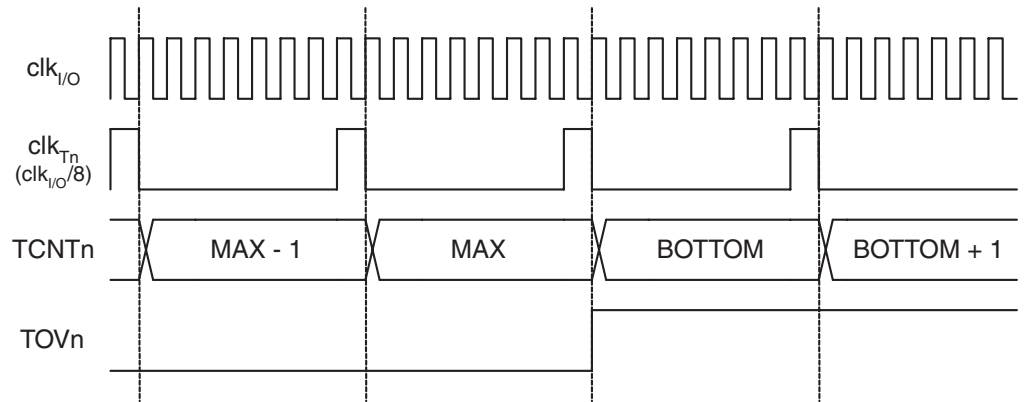 clkI/O
clkTn
(clkI/O/8)
TCNTn MAX - 1 MAX BOTTOM BOTTOM + 1
TOVn